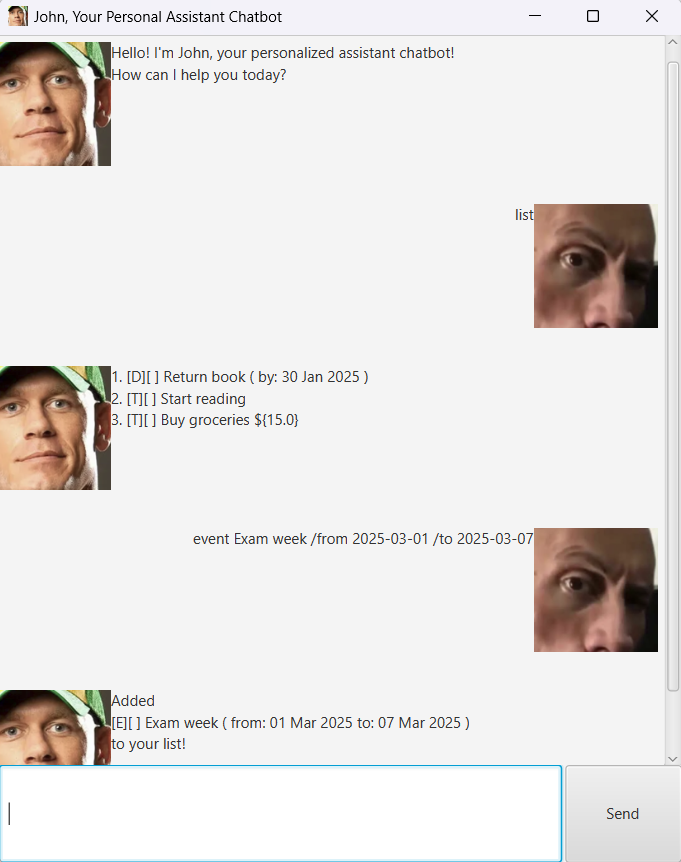 John, Your Personal Assistant Chatbot
Hello! I'm John, your personalized assistant chatbot!
How can I help you today?
list
1. [D][ ] Return book ( by: 30 Jan 2025 )
2. [T][ ] Start reading
3. [T][ ] Buy groceries ${15.0}
event Exam week /from 2025-03-01 /to 2025-03-07
Added
[E][ ] Exam week ( from: 01 Mar 2025 to: 07 Mar 2025 )
to your list!
Send